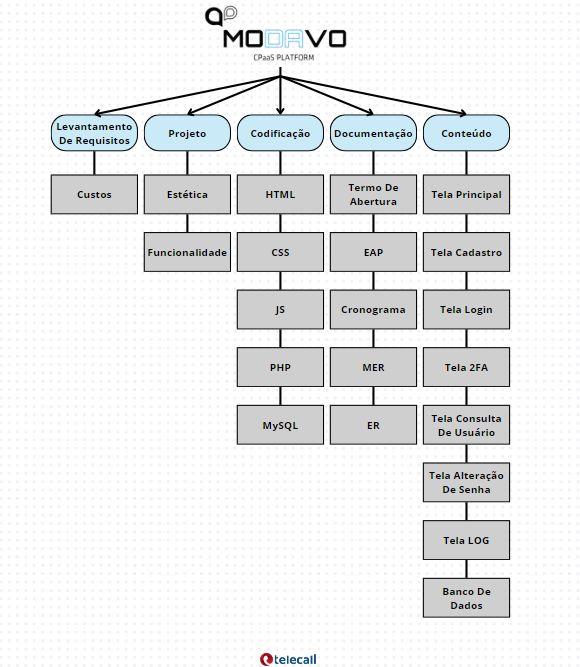 MODAVO
CPaaS PLATFORM
Levantamento
De Requisitos
Projeto
Codificação
Documentação
Conteúdo
Custos
Estética
HTML
Termo De
Abertura
Tela Principal
Funcionalidade
CSS
EAP
Tela Cadastro
JS
Cronograma
Tela Login
PHP
MER
Tela 2FA
MySQL
ER
Tela Consulta
De Usuário
Tela Alteração
De Senha
Tela LOG
Banco De
Dados
telecall